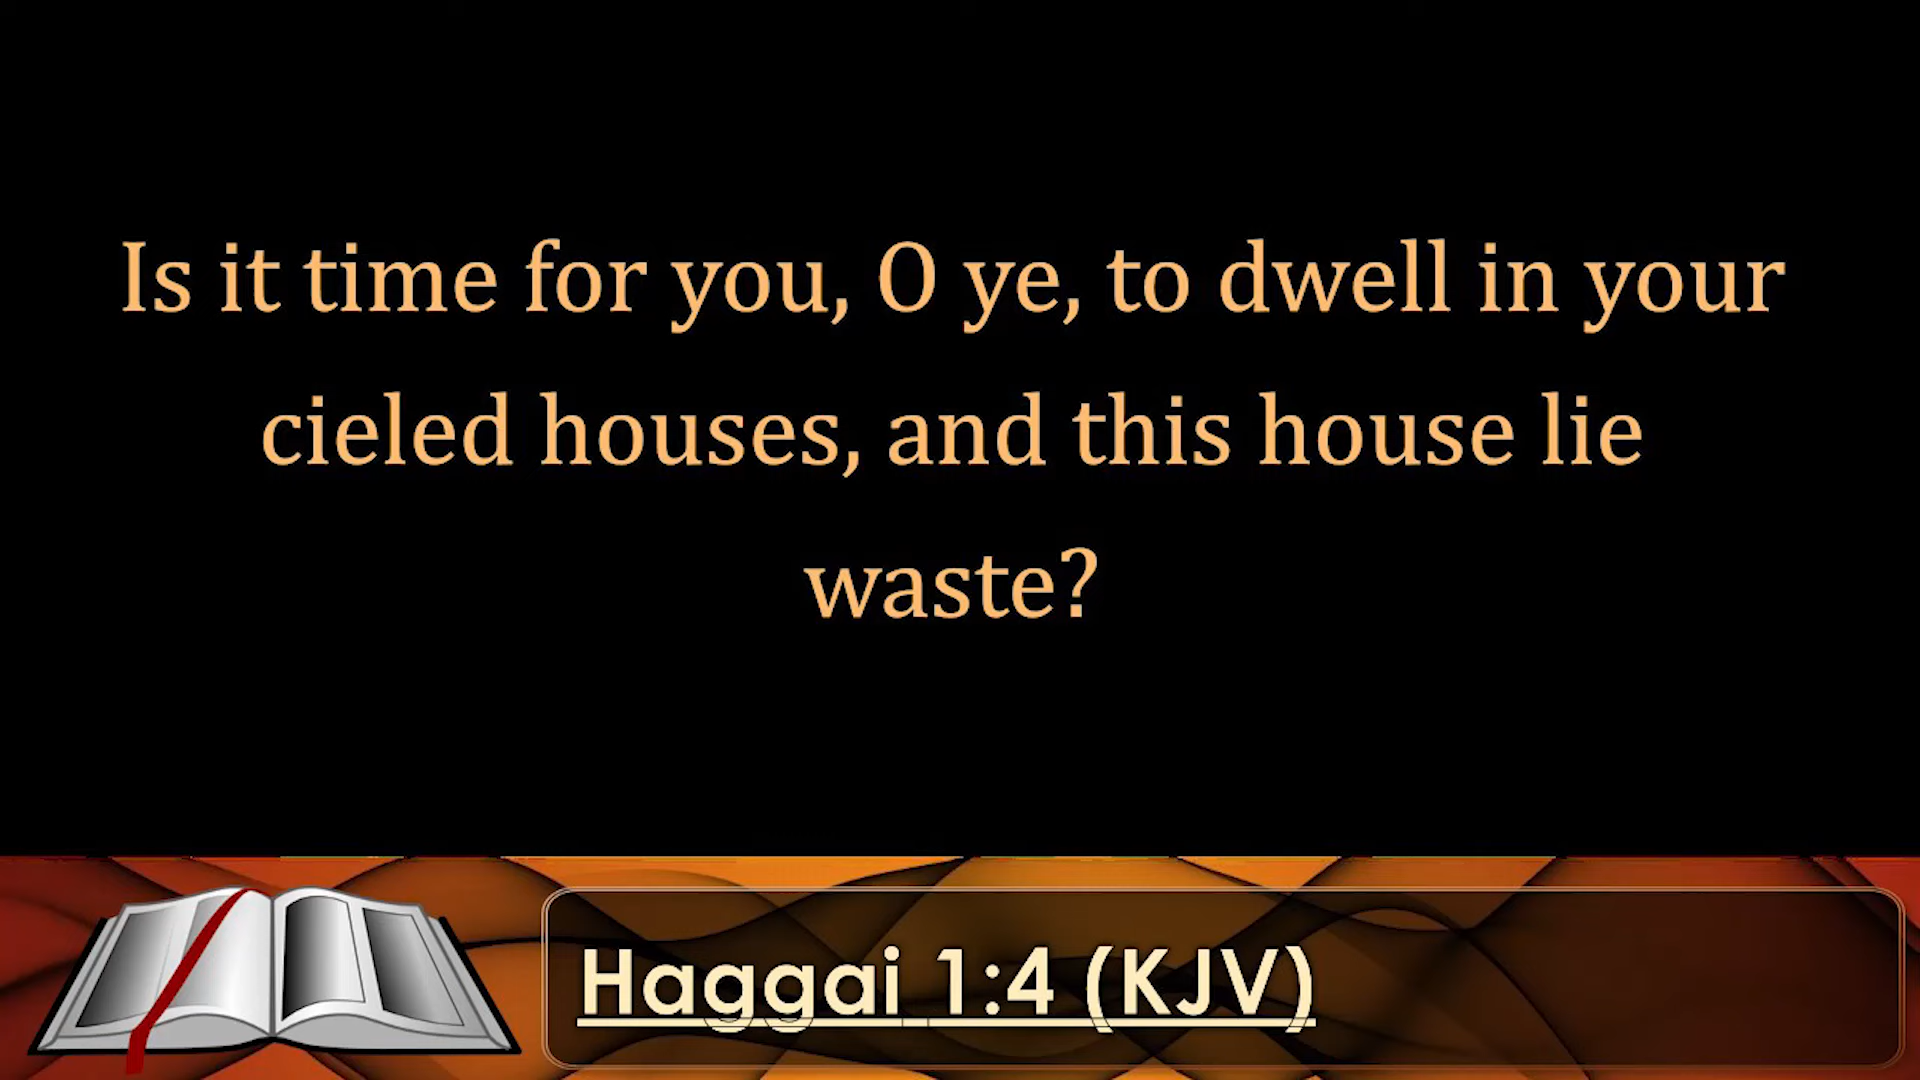 Is it time for you, O ye, to dwell in your
cieled houses, and this house lie
waste?
Haggai 1:4 (KJV)